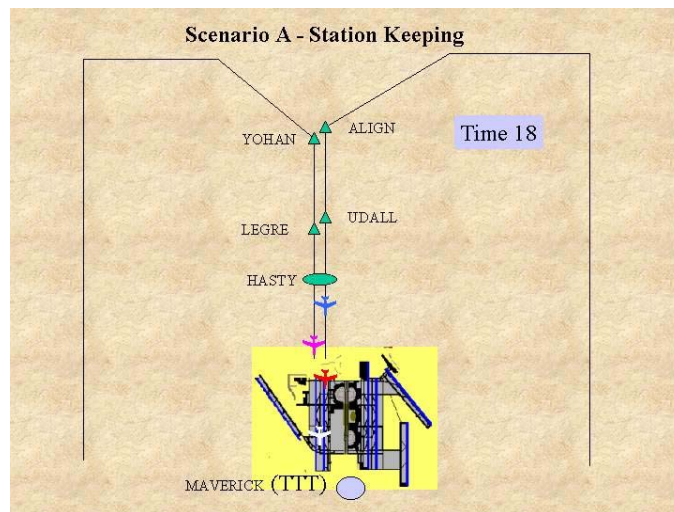 Scenario A - Station Keeping
ALIGN
YOHAN
Time 18
UDALL
LEGRE
HASTY
MAVERICK (TTT)